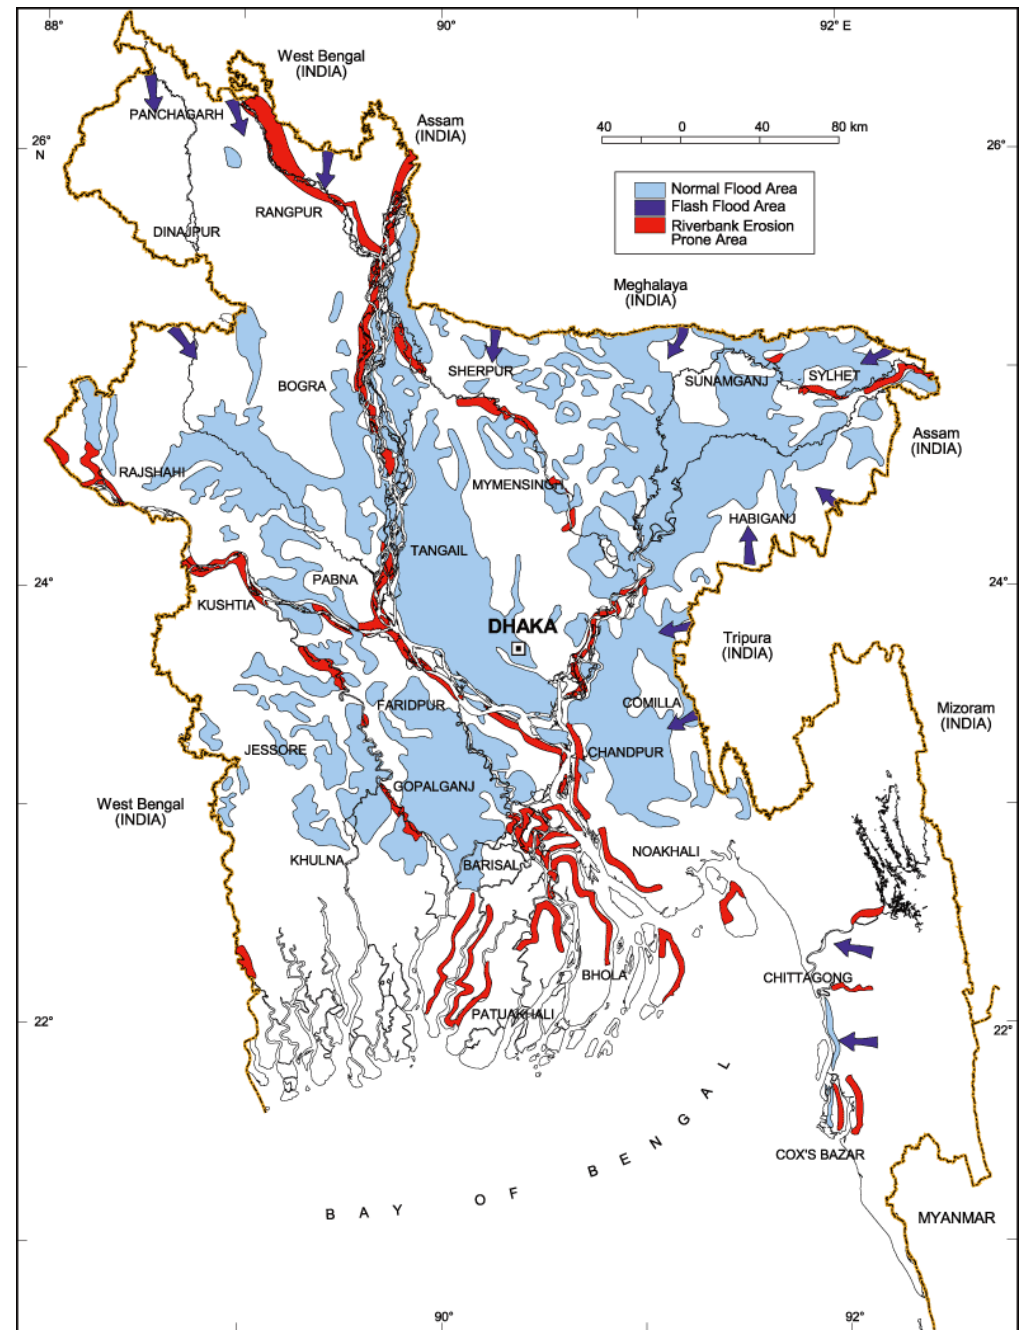 88°
90°
92° E
West Bengal
(INDIA)
Assam
(INDIA)
PANCHAGARH
40
0
40
80 km
26°
N
26°
Normal Flood Area
Flash Flood Area
Riverbank Erosion
Prone Area
RANGPUR
DINAJPUR
Meghalaya
(INDIA)
SHERPUR
SUNAMGANJ
SYLHET
BOGRA
Assam
(INDIA)
RAJSHAHI
MYMENSINGH
HABIGANJ
TANGAIL
PABNA
24°
24°
KUSHTIA
DHAKA
Tripura
(INDIA)
COMILLA
FARIDPUR
Mizoram
(INDIA)
JESSORE
CHANDPUR
GOPALGANJ
West Bengal
(INDIA)
NOAKHALI
KHULNA
BARISAL
BHOLA
CHITTAGONG
PATUAKHALI
22°
22°
BAY OF BENGAL
COX'S BAZAR
MYANMAR
90°
92°